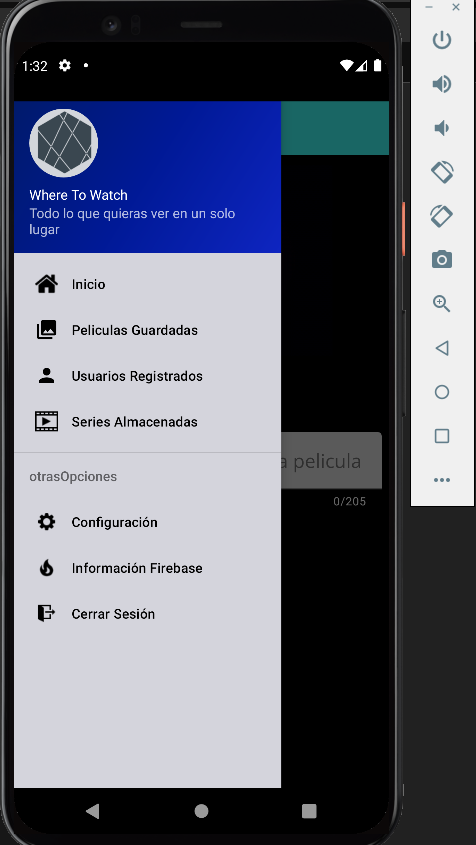 1:32
Where To Watch
Todo lo que quieras ver en un solo
lugar
Inicio
Peliculas Guardadas
Usuarios Registrados
Series Almacenadas
a pelicula
0/205
otrasOpciones
Configuración
Información Firebase
Cerrar Sesión